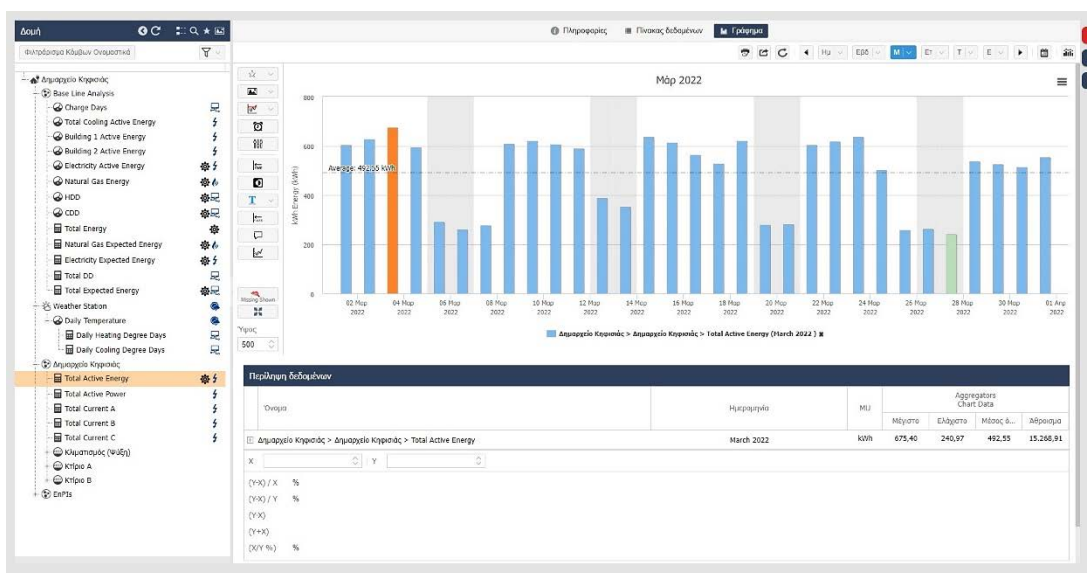 Δομή
Πληροφορίες
Πίνακας δεδομένων
Γράφημα
Φιλτράρισμα Κόμβων Ονομαστικά
Ημ
Εβδ
Μ
Ετ
Τ
Ε
Δημαρχείο Κηφισιάς
Base Line Analysis
Charge Days
Total Cooling Active Energy
Building 1 Active Energy
Building 2 Active Energy
Electricity Active Energy
Natural Gas Energy
HDD
CDD
Total Energy
Natural Gas Expected Energy
Electricity Expected Energy
Total DD
Total Expected Energy
Weather Station
Daily Temperature
Daily Heating Degree Days
Daily Cooling Degree Days
Δημαρχείο Κηφισιάς
Total Active Energy
Total Active Power
Total Current A
Total Current B
Total Current C
Κλιματισμός (Ψύξη)
Κτίριο Α
Κτίριο Β
EnPIs
T
Missing Shown
Ύψος
500
Μάρ 2022
kWh Energy (kWh)
800
600
400
200
0
Average: 492,55 kWh
02 Μαρ 2022
04 Μαρ 2022
06 Μαρ 2022
08 Μαρ 2022
10 Μαρ 2022
12 Μαρ 2022
14 Μαρ 2022
16 Μαρ 2022
18 Μαρ 2022
20 Μαρ 2022
22 Μαρ 2022
24 Μαρ 2022
26 Μαρ 2022
28 Μαρ 2022
30 Μαρ 2022
01 Απρ 2022
Δημαρχείο Κηφισιάς > Δημαρχείο Κηφισιάς > Total Active Energy (March 2022 )
Περίληψη δεδομένων
Όνομα
Ημερομηνία
MU
Aggregators
Chart Data
Μέγιστο
Ελάχιστο
Μέσος ό...
Άθροισμα
Δημαρχείο Κηφισιάς > Δημαρχείο Κηφισιάς > Total Active Energy
March 2022
kWh
675,40
240,97
492,55
15.268,91
X
Y
(Y-X) / X %
(Y-X) / Y %
(Y-X)
(Y+X)
(X/Y %) %